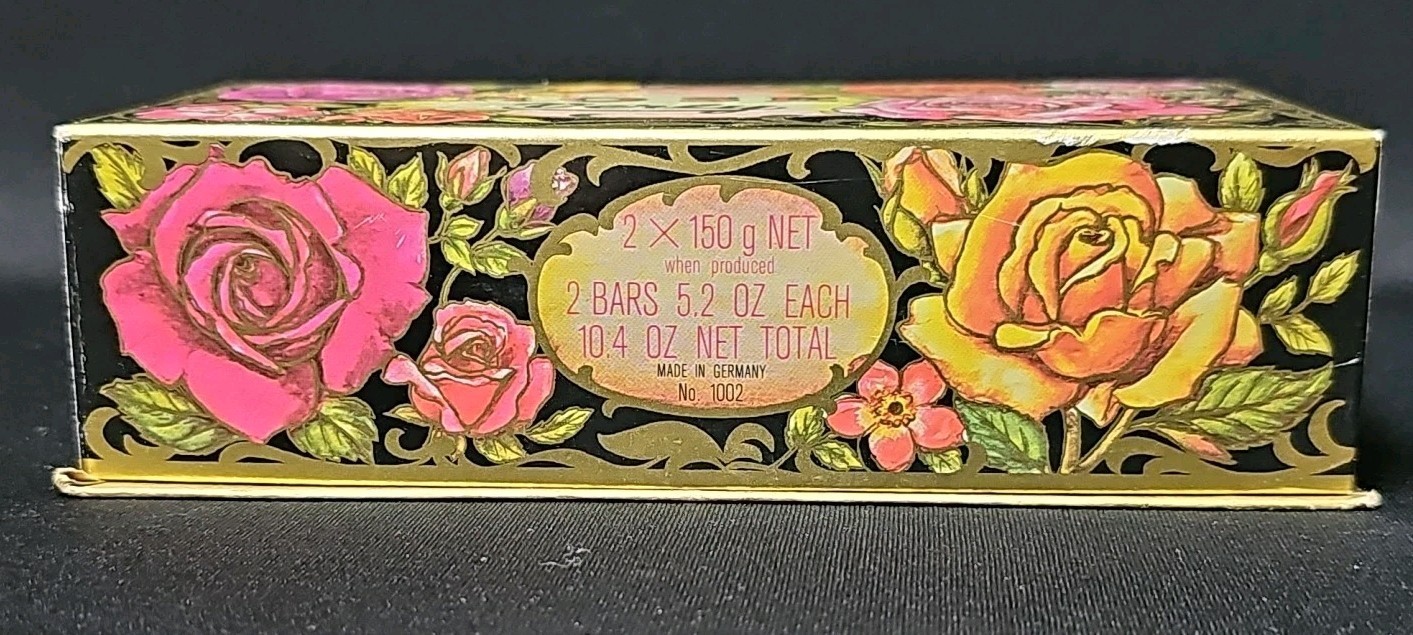 2 × 150 g NET
when produced
2 BARS 5.2 OZ EACH
10.4 OZ NET TOTAL
MADE IN GERMANY
No. 1002